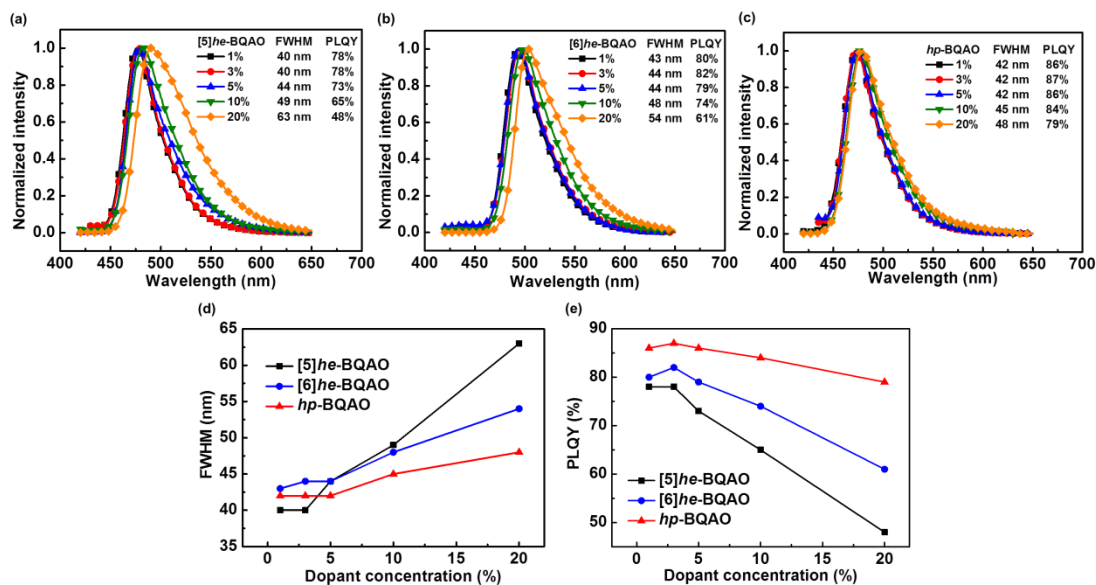 (a)
[5]he-BQAO FWHM PLQY
1% 40 nm 78%
3% 40 nm 78%
5% 44 nm 73%
10% 49 nm 65%
20% 63 nm 48%
Normalized intensity
1.0
0.8
0.6
0.4
0.2
0.0
400 450 500 550 600 650 700
Wavelength (nm)
(b)
[6]he-BQAO FWHM PLQY
1% 43 nm 80%
3% 44 nm 82%
5% 44 nm 79%
10% 48 nm 74%
20% 54 nm 61%
Normalized intensity
1.0
0.8
0.6
0.4
0.2
0.0
400 450 500 550 600 650 700
Wavelength (nm)
(c)
hp-BQAO FWHM PLQY
1% 42 nm 86%
3% 42 nm 87%
5% 42 nm 86%
10% 45 nm 84%
20% 48 nm 79%
Normalized intensity
1.0
0.8
0.6
0.4
0.2
0.0
400 450 500 550 600 650 700
Wavelength (nm)
(d)
[5]he-BQAO
[6]he-BQAO
hp-BQAO
FWHM (nm)
65
60
55
50
45
40
35
0 5 10 15 20
Dopant concentration (%)
(e)
[5]he-BQAO
[6]he-BQAO
hp-BQAO
PLQY (%)
90
80
70
60
50
0 5 10 15 20
Dopant concentration (%)